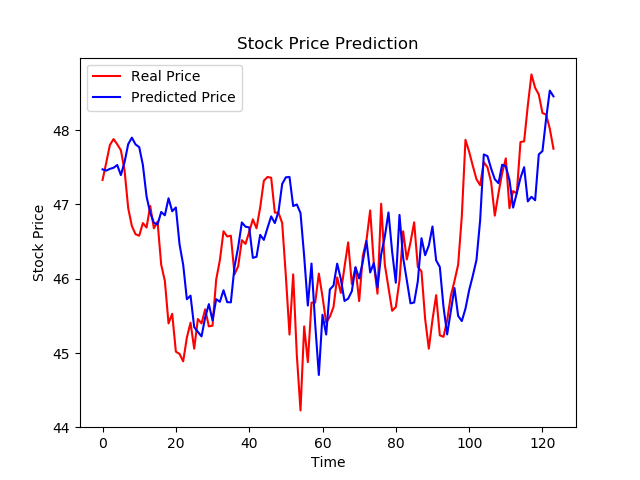 Stock Price Prediction
Real Price
Predicted Price
48
47
46
45
44
Stock Price
0 20 40 60 80 100 120
Time